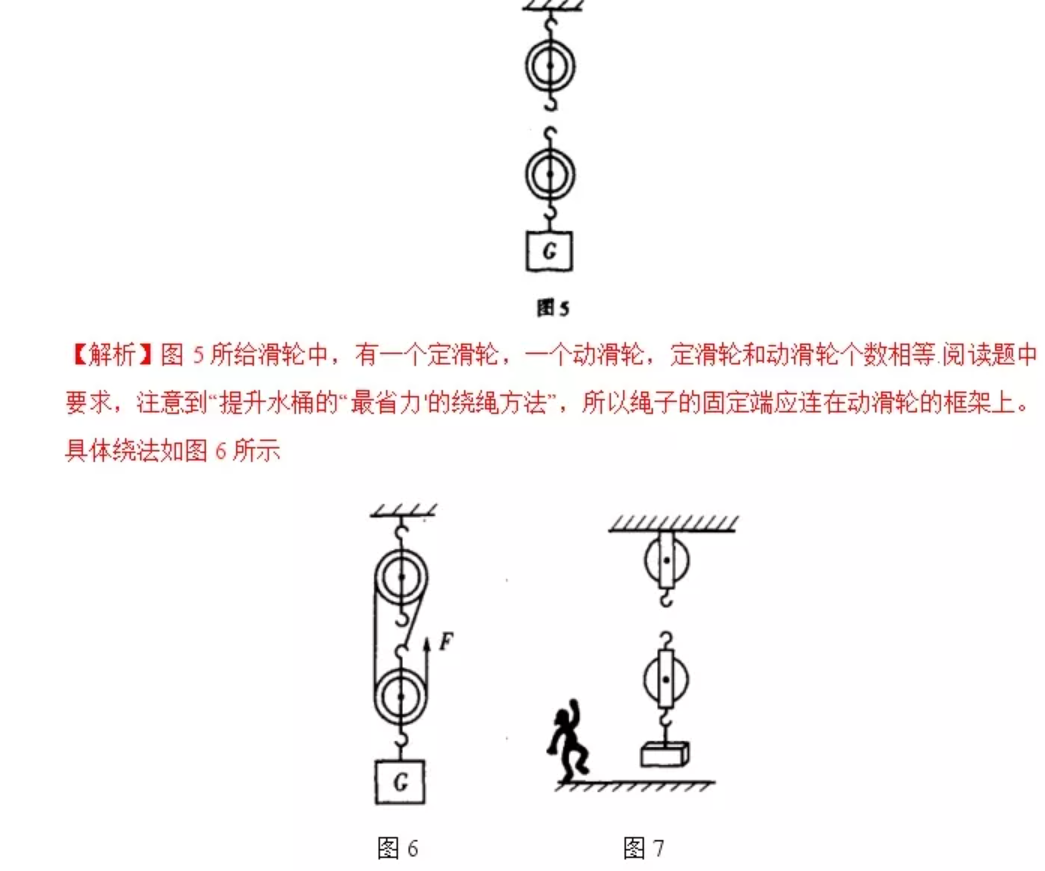 G
图5
【解析】图 5 所给滑轮中，有一个定滑轮，一个动滑轮，定滑轮和动滑轮个数相等.阅读题中
要求，注意到“提升水桶的“最省力'的绕绳方法”，所以绳子的固定端应连在动滑轮的框架上。
具体绕法如图 6 所示
F
G
图 6
图 7